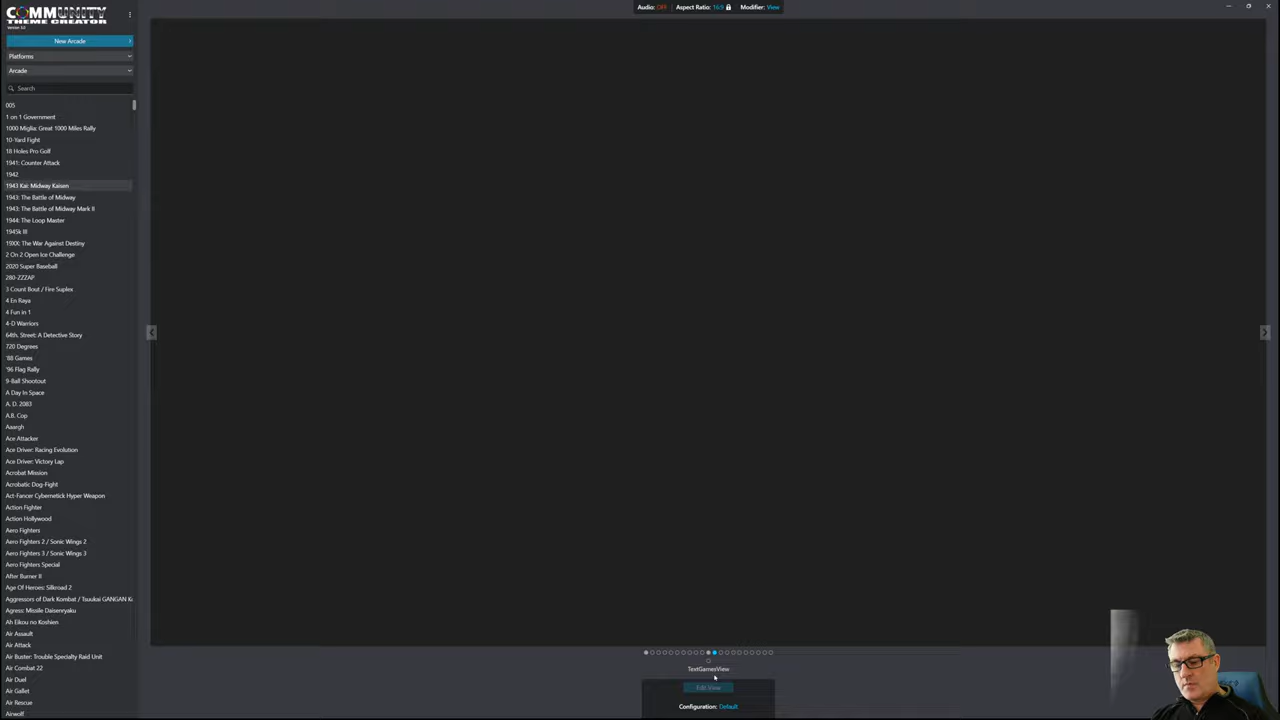 COMMUNITY
THEME CREATOR
Audio: OFF Aspect Ratio: 16:9 Modifier: View
New Arcade
Platforms
Arcade
Search
005
1 on 1 Government
1000 Miglia: Great 1000 Miles Rally
10-Yard Fight
18 Holes Pro Golf
1941: Counter Attack
1942
1943 Kai: Midway Kaisen
1943: The Battle of Midway
1943: The Battle of Midway Mark II
1944: The Loop Master
1945k III
19XX: The War Against Destiny
2 On 2 Open Ice Challenge
2020 Super Baseball
280-ZZZAP
3 Count Bout / Fire Suplex
4 En Raya
4 Fun in 1
4-D Warriors
64th. Street: A Detective Story
720 Degrees
'88 Games
'96 Flag Rally
9-Ball Shootout
A Day In Space
A. D. 2083
A.B. Cop
Aaargh
Ace Attacker
Ace Driver: Racing Evolution
Ace Driver: Victory Lap
Acrobat Mission
Acrobatic Dog-Fight
Act-Fancer Cybernetick Hyper Weapon
Action Fighter
Action Hollywood
Aero Fighters
Aero Fighters 2 / Sonic Wings 2
Aero Fighters 3 / Sonic Wings 3
Aero Fighters Special
After Burner II
Age Of Heroes: Silkroad 2
Aggressors of Dark Kombat / Tsuukai GANGAN K
Agress: Missile Daisenryaku
Ah Eikou no Koshien
Air Assault
Air Attack
Air Buster: Trouble Specialty Raid Unit
Air Combat 22
Air Duel
Air Gallet
Air Rescue
Airwolf
TextGamesView
Edit View
Configuration: Default